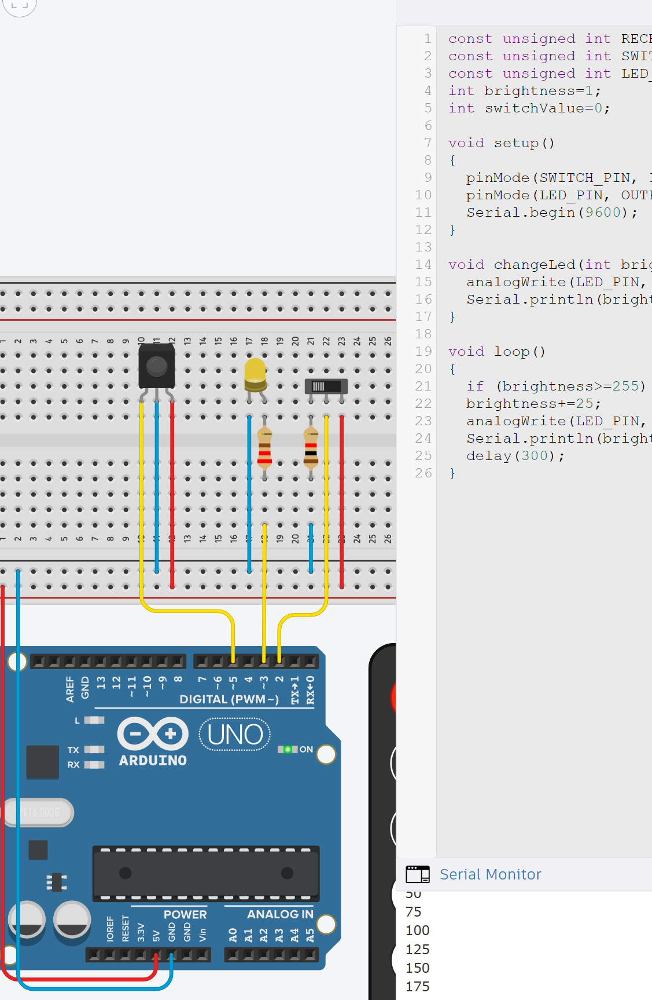 1 const unsigned int RECE
2 const unsigned int SWIT
3 const unsigned int LED_
4 int brightness=1;
5 int switchValue=0;
6
7 void setup()
8 {
9 pinMode(SWITCH_PIN, I
10 pinMode(LED_PIN, OUTP
11 Serial.begin(9600);
12 }
13
14 void changeLed(int brig
15 analogWrite(LED_PIN,
16 Serial.println(bright
17 }
18
19 void loop()
20 {
21 if (brightness>=255)
22 brightness+=25;
23 analogWrite(LED_PIN,
24 Serial.println(bright
25 delay(300);
26 }
1 2 3 4 5 6 7 8 9 10 11 12 13 14 15 16 17 18 19 20 21 22 23 24 25 26
1 2 3 4 5 6 7 8 9 10 11 12 13 14 15 16 17 18 19 20 21 22 23 24 25 26
AREF GND 13 12 ~11 ~10 ~9 8 7 ~6 ~5 4 ~3 2 TX→1 RX←0
DIGITAL (PWM~)
L
TX
RX
ARDUINO
UNO
ON
PK16.000G
POWER
ANALOG IN
IOREF RESET 3.3V 5V GND GND Vin A0 A1 A2 A3 A4 A5
Serial Monitor
50
75
100
125
150
175